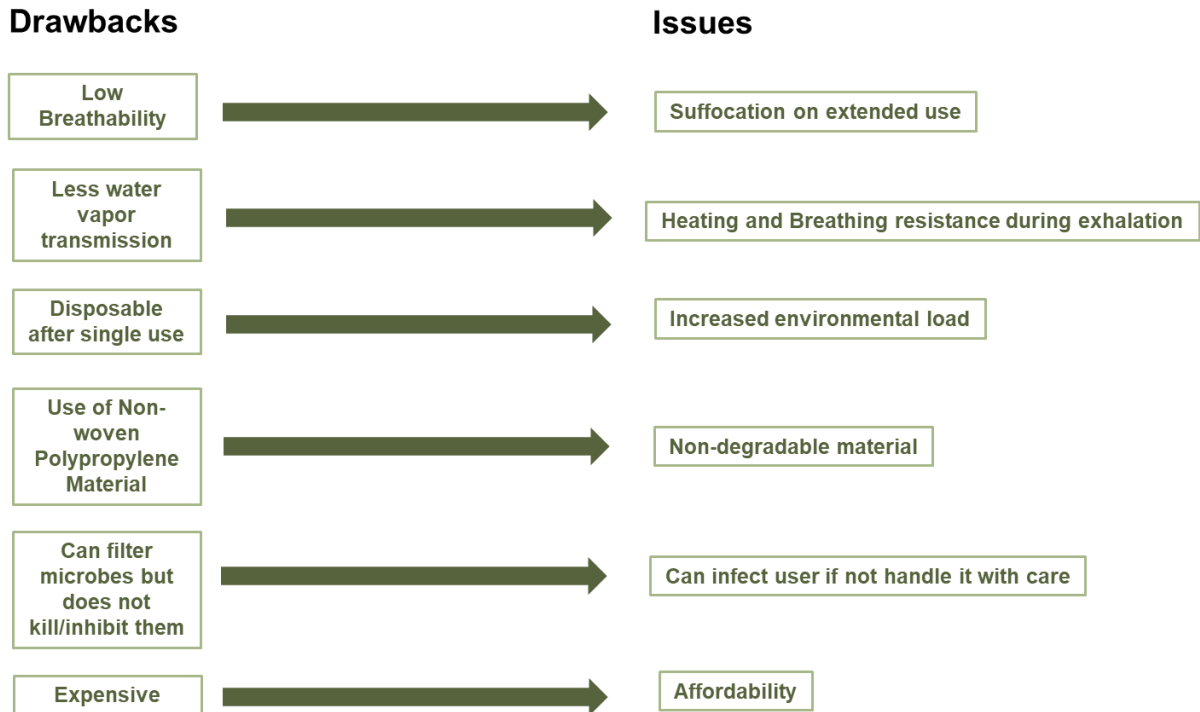 Drawbacks
Issues
Low
Breathability
Suffocation on extended use
Less water
vapor
transmission
Heating and Breathing resistance during exhalation
Disposable
after single use
Increased environmental load
Use of Non-
woven
Polypropylene
Material
Non-degradable material
Can filter
microbes but
does not
kill/inhibit them
Can infect user if not handle it with care
Expensive
Affordability